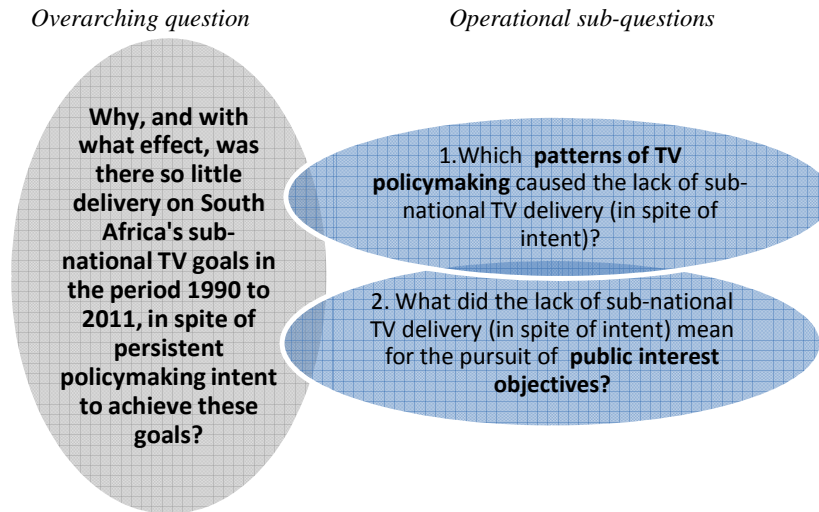 Overarching question
Operational sub-questions
Why, and with
what effect, was
there so little
delivery on South
Africa's sub-
national TV goals in
the period 1990 to
2011, in spite of
persistent
policymaking intent
to achieve these
goals?
1.Which patterns of TV
policymaking caused the lack of sub-
national TV delivery (in spite of
intent)?
2. What did the lack of sub-national
TV delivery (in spite of intent) mean
for the pursuit of public interest
objectives?